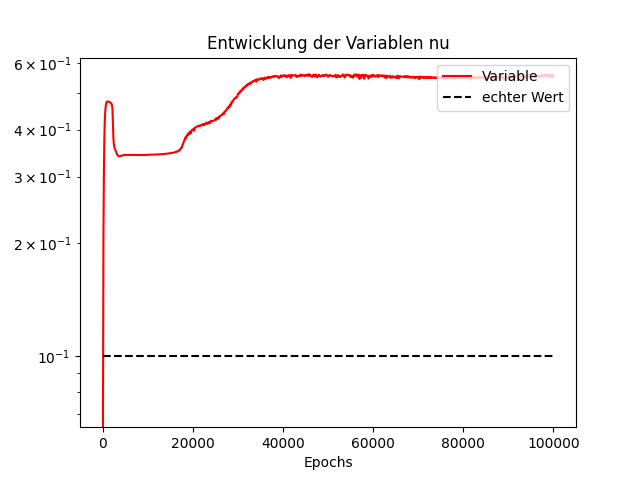 Entwicklung der Variablen nu
6 × 10⁻¹
4 × 10⁻¹
3 × 10⁻¹
2 × 10⁻¹
10⁻¹
Variable
echter Wert
0 20000 40000 60000 80000 100000
Epochs